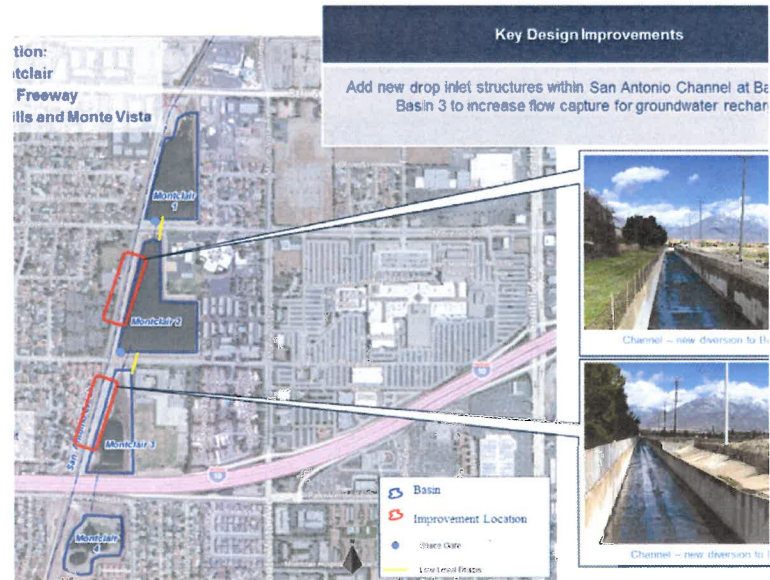 Key Design Improvements
Add new drop inlet structures within San Antonio Channel at Ba
Basin 3 to increase flow capture for groundwater rechar
tion:
tclair
Freeway
ills and Monte Vista
Montclair
1
Montclair 2
Montclair 3
San Antonio
10
10
Channel – new diversion to B
Channel – new diversion to
Basin
Improvement Location
Gate